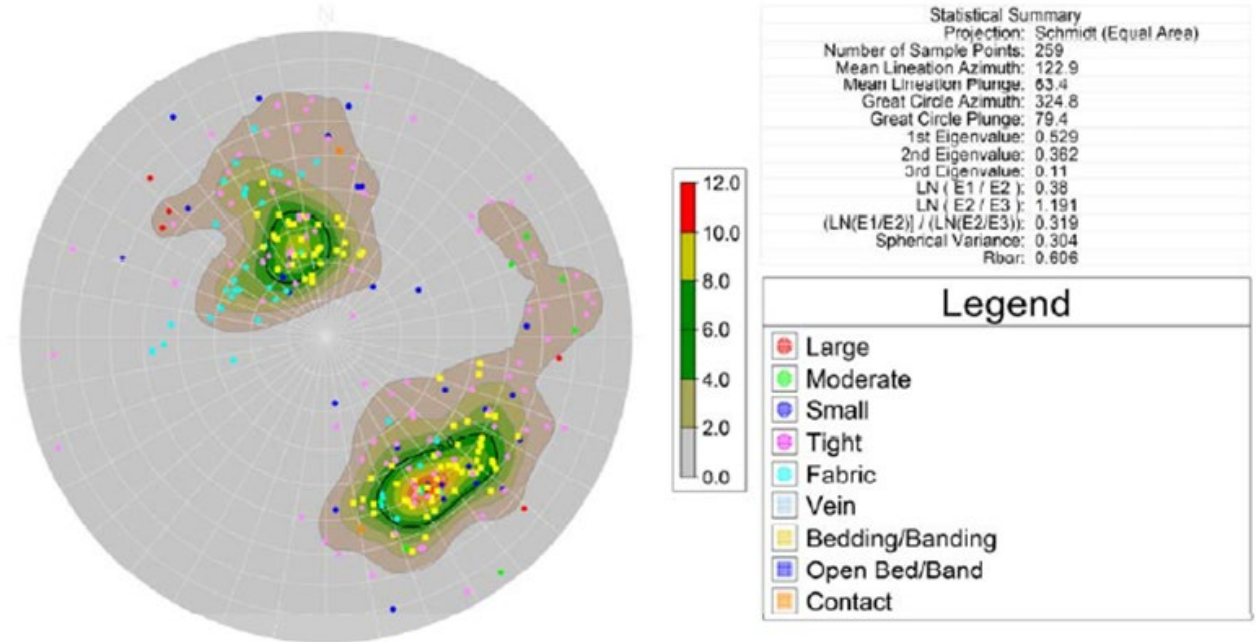 N
Statistical Summary
Projection: Schmidt (Equal Area)
Number of Sample Points: 259
Mean Lineation Azimuth: 122.9
Mean Lineation Plunge: 53.4
Great Circle Azimuth: 324.8
Great Circle Plunge: 79.4
1st Eigenvalue: 0.529
2nd Eigenvalue: 0.362
3rd Eigenvalue: 0.11
LN ( E1 / E2 ): 0.38
LN ( E2 / E3 ): 1.191
(LN(E1/E2)] / (LN(E2/E3)): 0.319
Spherical Variance: 0.304
Rbar: 0.606
12.0
10.0
8.0
6.0
4.0
2.0
0.0
Legend
Large
Moderate
Small
Tight
Fabric
Vein
Bedding/Banding
Open Bed/Band
Contact